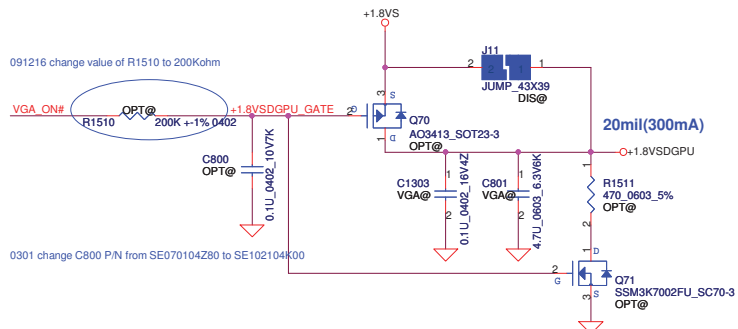 +1.8VS
091216 change value of R1510 to 200Kohm
J11
2 2 1 1
JUMP_43X39
DIS@
VGA_ON#
OPT@
R1510
200K +-1% 0402
+1.8VSDGPU_GATE
2
G
3
S
1
D
Q70
AO3413_SOT23-3
OPT@
20mil(300mA)
+1.8VSDGPU
C800
OPT@
0.1U_0402_10V7K
C1303
VGA@
1
2
0.1U_0402_16V4Z
C801
VGA@
1
2
4.7U_0603_6.3V6K
1
R1511
470_0603_5%
OPT@
2
0301 change C800 P/N from SE070104Z80 to SE102104K00
2
G
1
D
3
S
Q71
SSM3K7002FU_SC70-3
OPT@